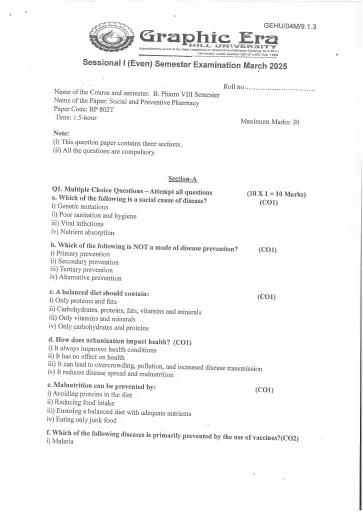 GEHU/04M/9.1.3
Graphic Era
HILL UNIVERSITY
Sessional I (Even) Semester Examination March 2025
Roll no..............................
Name of the Course and semester: B. Pharm VIII Semester
Name of the Paper: Social and Preventive Pharmacy
Paper Code: BP 802T
Time: 1.5-hour
Maximum Marks: 30
Note:
(i) This question paper contains three sections.
(ii) All the questions are compulsory.
Section-A
Q1. Multiple Choice Questions – Attempt all questions (10 X 1 = 10 Marks)
a. Which of the following is a social cause of disease? (CO1)
i) Genetic mutations
ii) Poor sanitation and hygiene
iii) Viral infections
iv) Nutrient absorption
b. Which of the following is NOT a mode of disease prevention? (CO1)
i) Primary prevention
ii) Secondary prevention
iii) Tertiary prevention
iv) Alternative prevention
c. A balanced diet should contain: (CO1)
i) Only proteins and fats
ii) Carbohydrates, proteins, fats, vitamins and minerals
iii) Only vitamins and minerals
iv) Only carbohydrates and proteins
d. How does urbanization impact health? (CO1)
i) It always improves health conditions
ii) It has no effect on health
iii) It can lead to overcrowding, pollution, and increased disease transmission
iv) It reduces disease spread and malnutrition
e. Malnutrition can be prevented by: (CO1)
i) Avoiding proteins in the diet
ii) Reducing food intake
iii) Ensuring a balanced diet with adequate nutrients
iv) Eating only junk food
f. Which of the following diseases is primarily prevented by the use of vaccines?(CO2)
i) Malaria